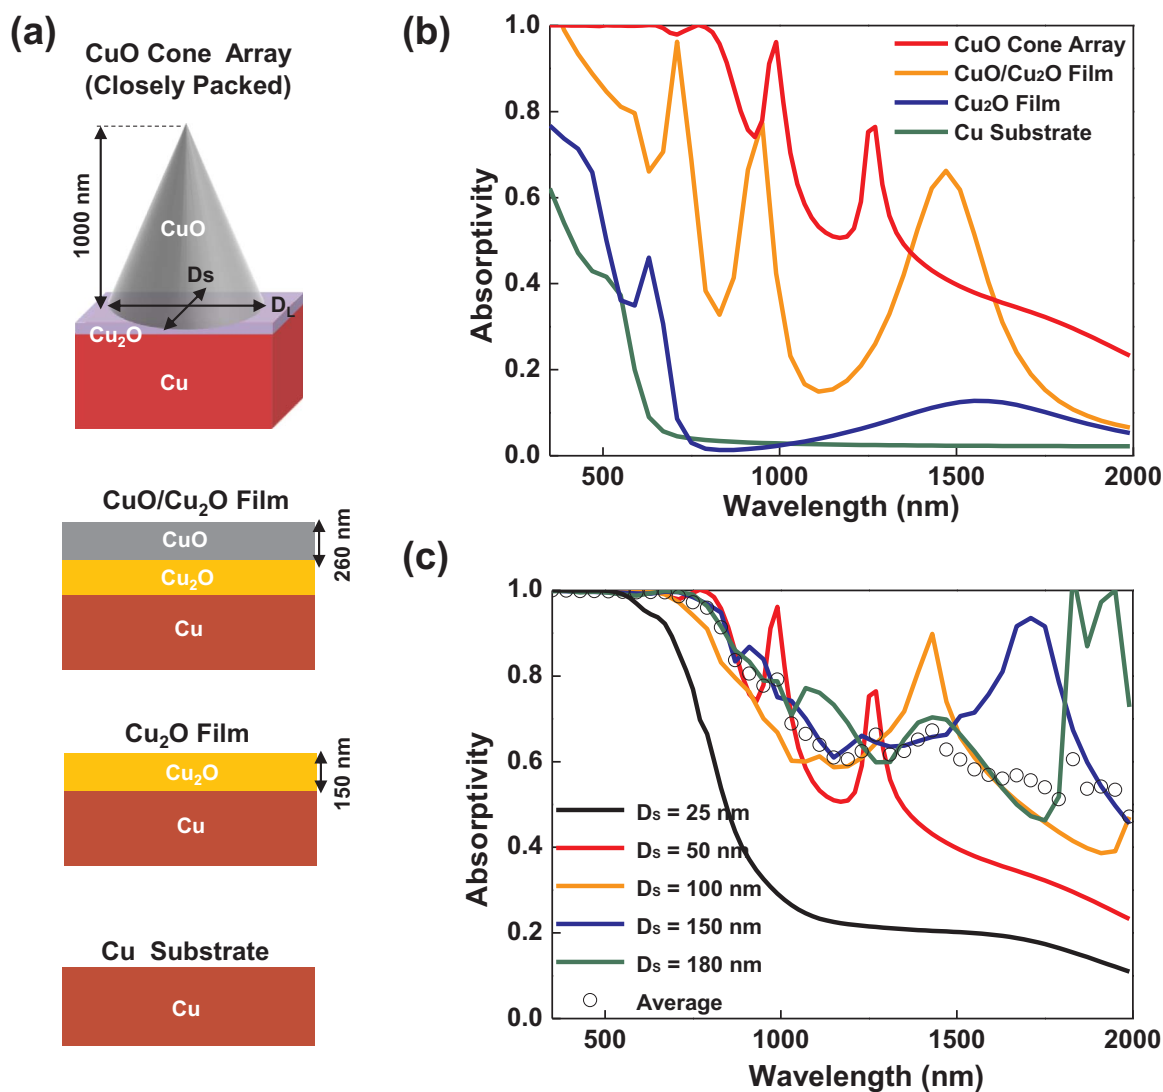 (a)
CuO Cone Array
(Closely Packed)
1000 nm
CuO
Ds
DL
Cu2O
Cu
CuO/Cu2O Film
CuO
260 nm
Cu2O
Cu
Cu2O Film
Cu2O
150 nm
Cu
Cu Substrate
Cu
(b)
CuO Cone Array
CuO/Cu2O Film
Cu2O Film
Cu Substrate
1.0
0.8
0.6
0.4
0.2
0.0
Absorptivity
500 1000 1500 2000
Wavelength (nm)
(c)
1.0
0.8
0.6
0.4
0.2
0.0
Absorptivity
Ds = 25 nm
Ds = 50 nm
Ds = 100 nm
Ds = 150 nm
Ds = 180 nm
Average
500 1000 1500 2000
Wavelength (nm)